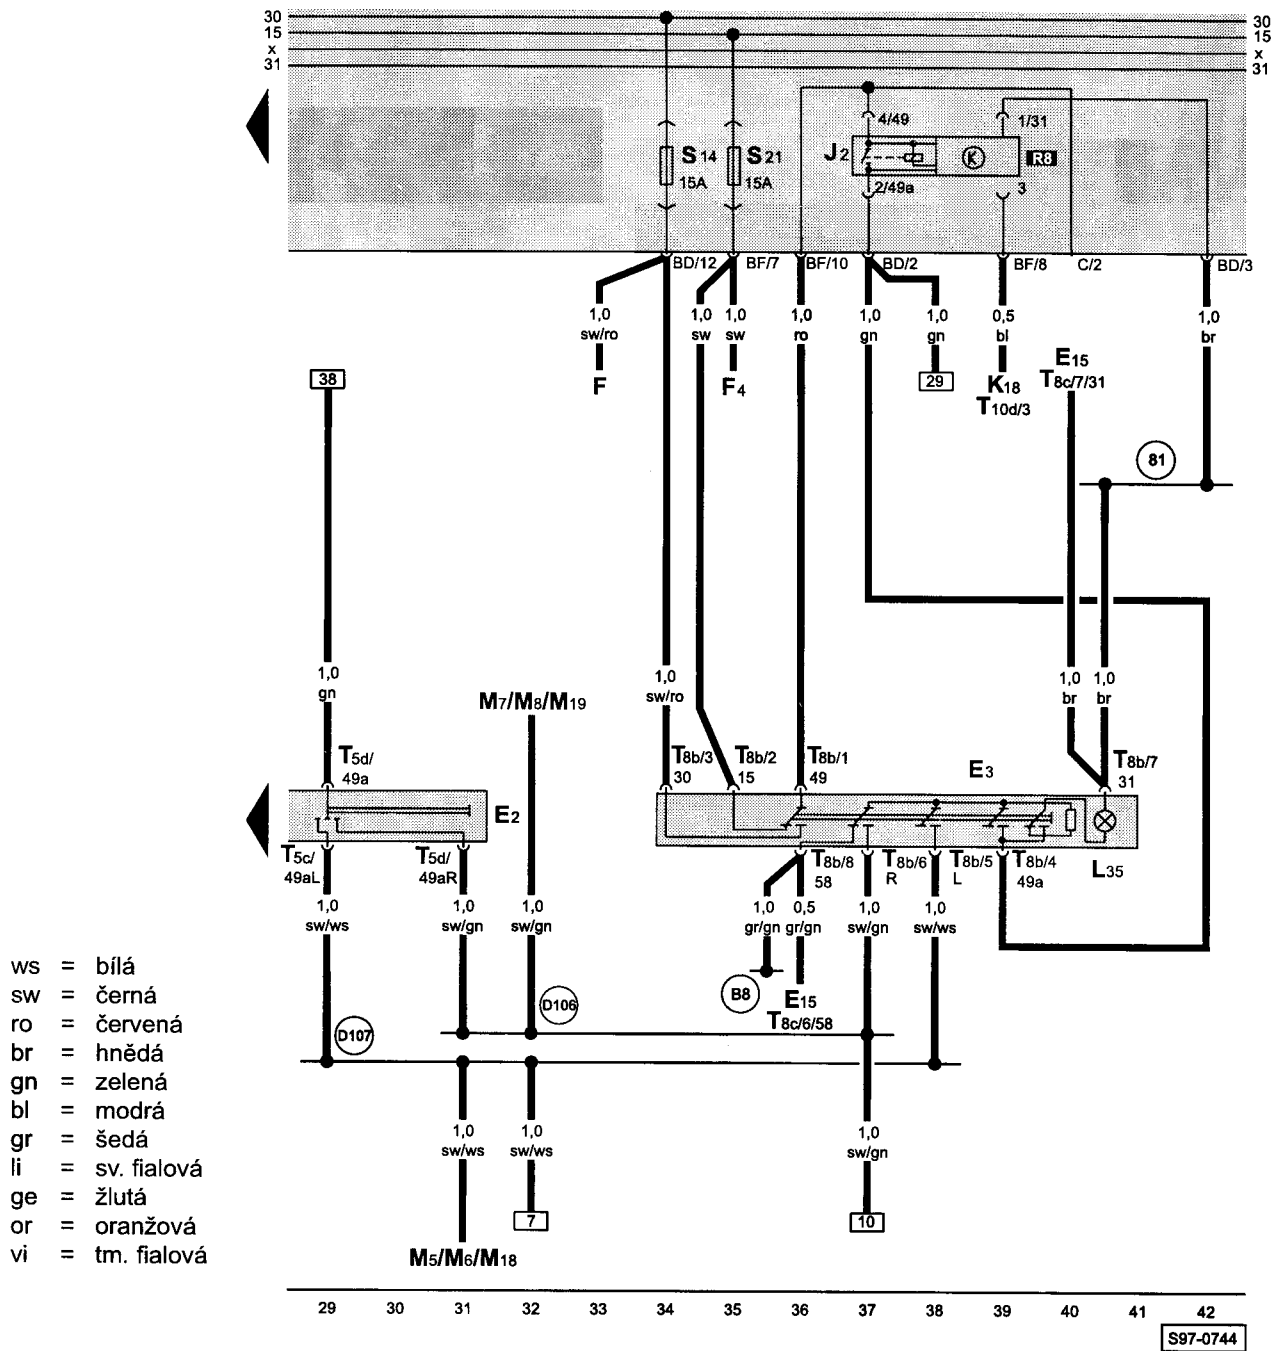 30 30
15 15
x x
31 31
4/49 1/31
J2 K R8
S14 S21
15A 15A
2/49a 3
BD/12 BF/7 BF/10 BD/2 BF/8 C/2 BD/3
1,0 1,0 1,0 1,0 1,0 1,0 0,5 1,0
sw/ro sw sw ro gn gn bl br
38 F F4 29 K18 E15
T10d/3 T8c/7/31
81
1,0 1,0 1,0 1,0
gn sw/ro br br
M7/M8/M19
T5d/ T8b/3 T8b/2 T8b/1 E3 T8b/7
49a 30 15 49 31
E2
T5c/ T5d/ T8b/8 T8b/6 T8b/5 T8b/4 L35
49aL 49aR 58 R L 49a
1,0 1,0 1,0 1,0 0,5 1,0 1,0
sw/ws sw/gn sw/gn gr/gn gr/gn sw/gn sw/ws
B8 E15
T8c/6/58
D107 D106
1,0 1,0 1,0
sw/ws sw/ws sw/gn
7 10
M5/M6/M18
ws = bílá
sw = černá
ro = červená
br = hnědá
gn = zelená
bl = modrá
gr = šedá
li = sv. fialová
ge = žlutá
or = oranžová
vi = tm. fialová
29 30 31 32 33 34 35 36 37 38 39 40 41 42
S97-0744